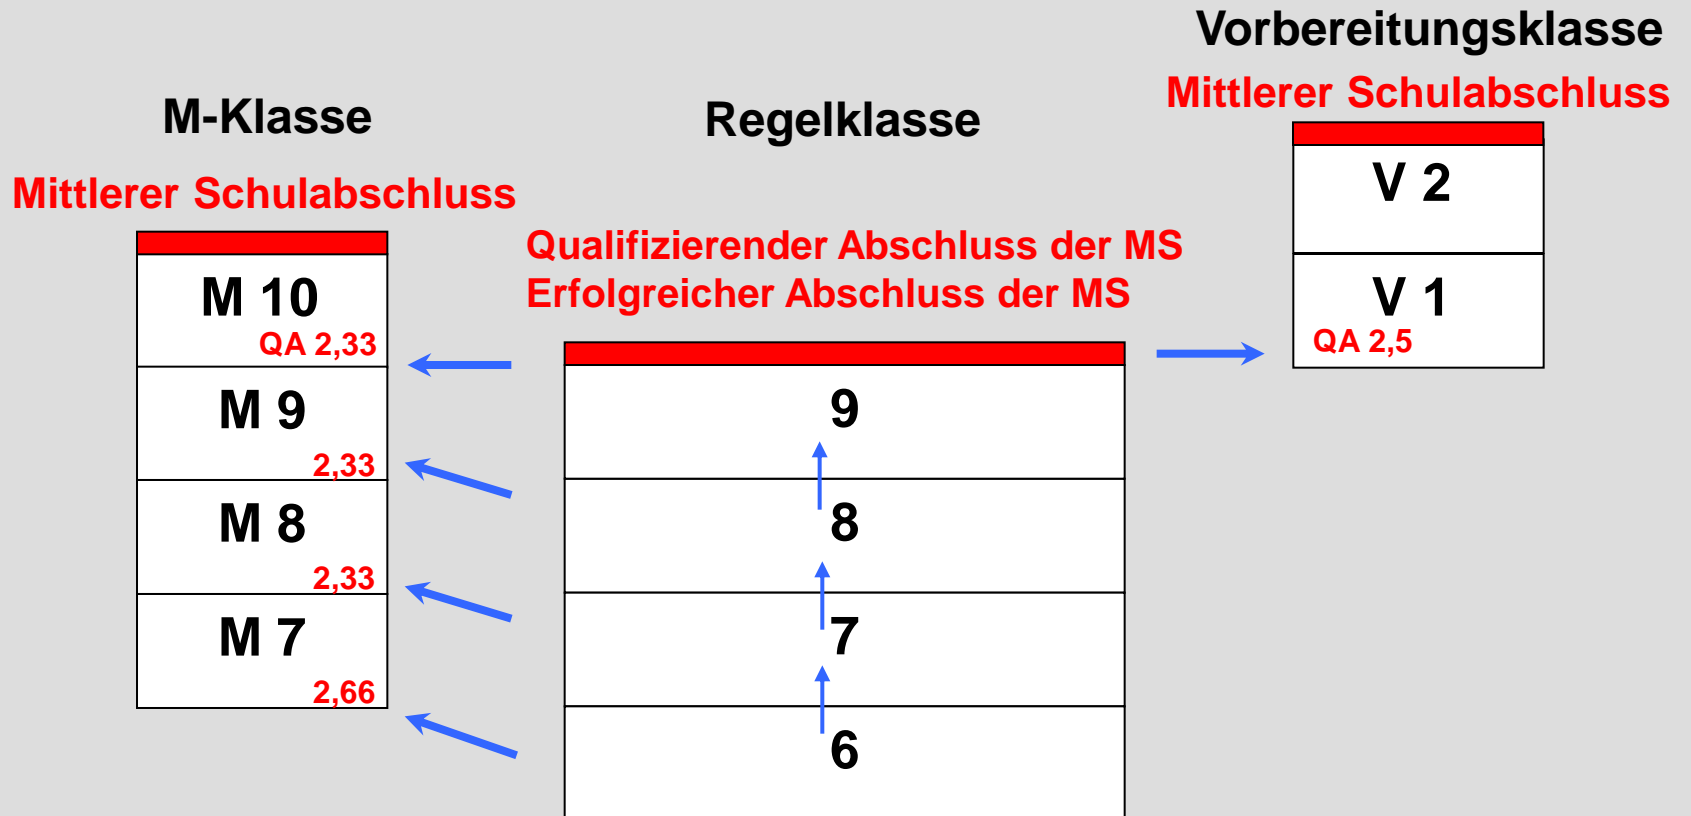 Vorbereitungsklasse
Mittlerer Schulabschluss
V 2
V 1
QA 2,5
M-Klasse
Mittlerer Schulabschluss
M 10
QA 2,33
M 9
2,33
M 8
2,33
M 7
2,66
Regelklasse
Qualifizierender Abschluss der MS
Erfolgreicher Abschluss der MS
9
8
7
6